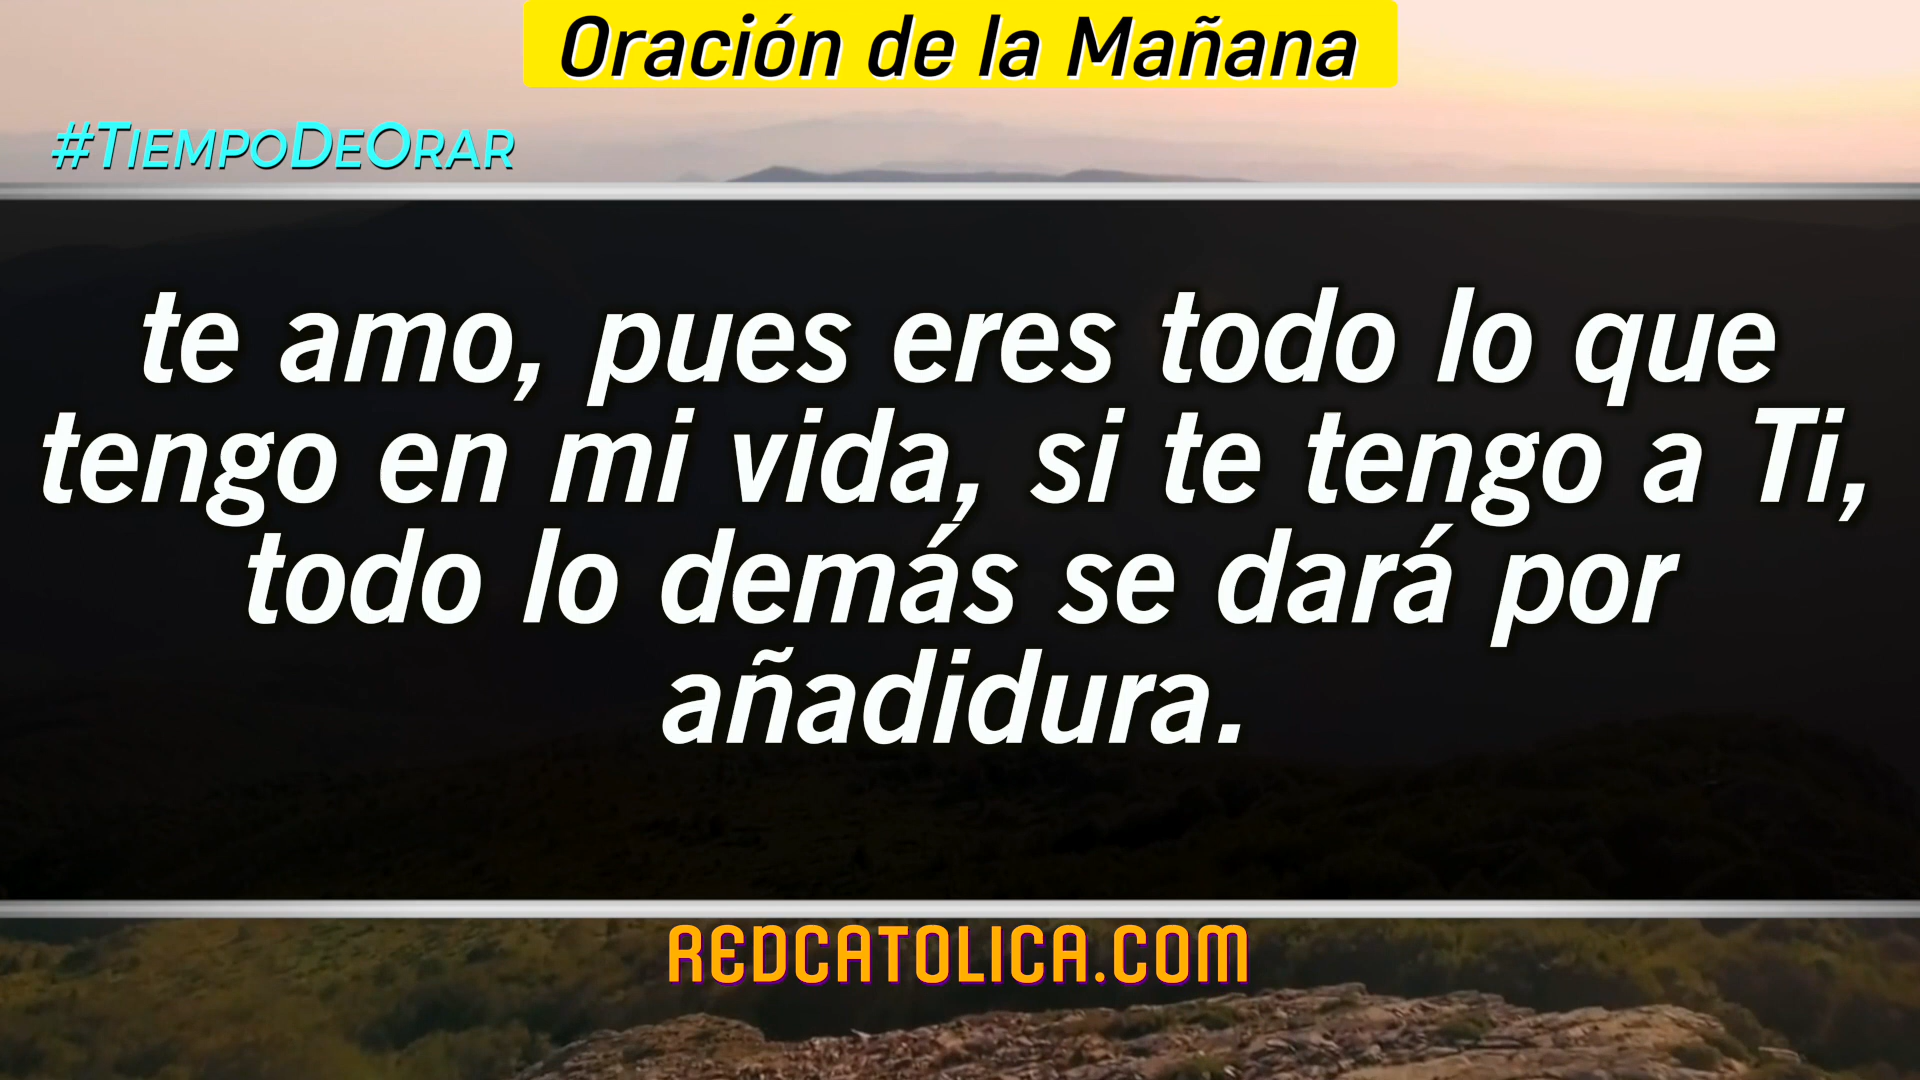 Oración de la Mañana
#TiempoDeOrar
te amo, pues eres todo lo que
tengo en mi vida, si te tengo a Ti,
todo lo demás se dará por
añadidura.
REDCATOLICA.COM